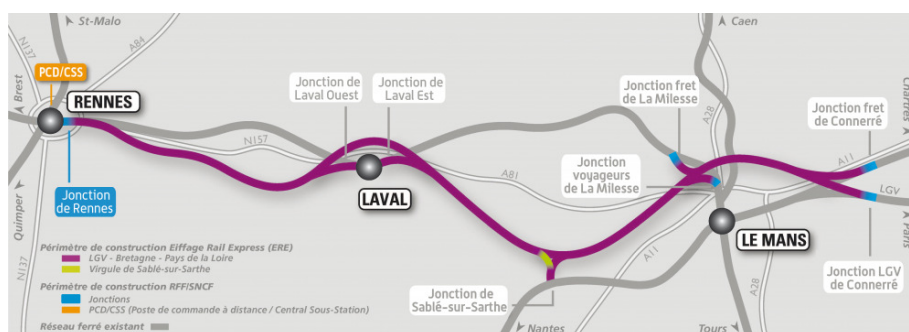 St-Malo
Caen
N137
A84
Brest
PCD/CSS
RENNES
Jonction de
Laval Ouest
Jonction de
Laval Est
Jonction fret
de La Milesse
A28
Chartres
Jonction fret
de Connerré
N157
A11
Jonction
voyageurs
de La Milesse
A81
LGV
Paris
Quimper
Jonction
de Rennes
LAVAL
LE MANS
Périmètre de construction Eiffage Rail Express (ERE)
LGV - Bretagne - Pays de la Loire
Virgule de Sablé-sur-Sarthe
A11
A28
Jonction LGV
de Connerré
N137
Périmètre de construction RFF/SNCF
Jonctions
PCD/CSS (Poste de commande à distance / Central Sous-Station)
Jonction de
Sablé-sur-Sarthe
Réseau ferré existant
Nantes
Tours